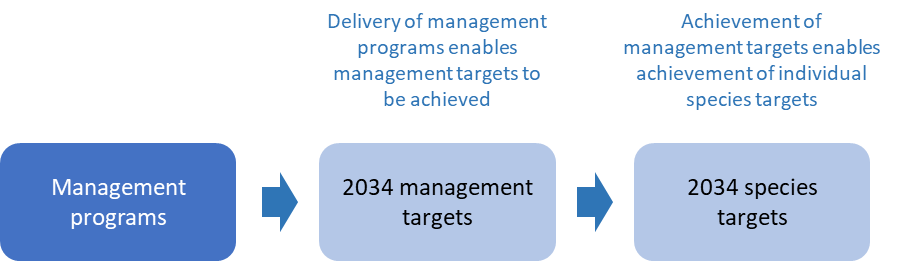 Delivery of management
programs enables
management targets to
be achieved
Achievement of
management targets enables
achievement of individual
species targets
Management
programs
2034 management
targets
2034 species
targets